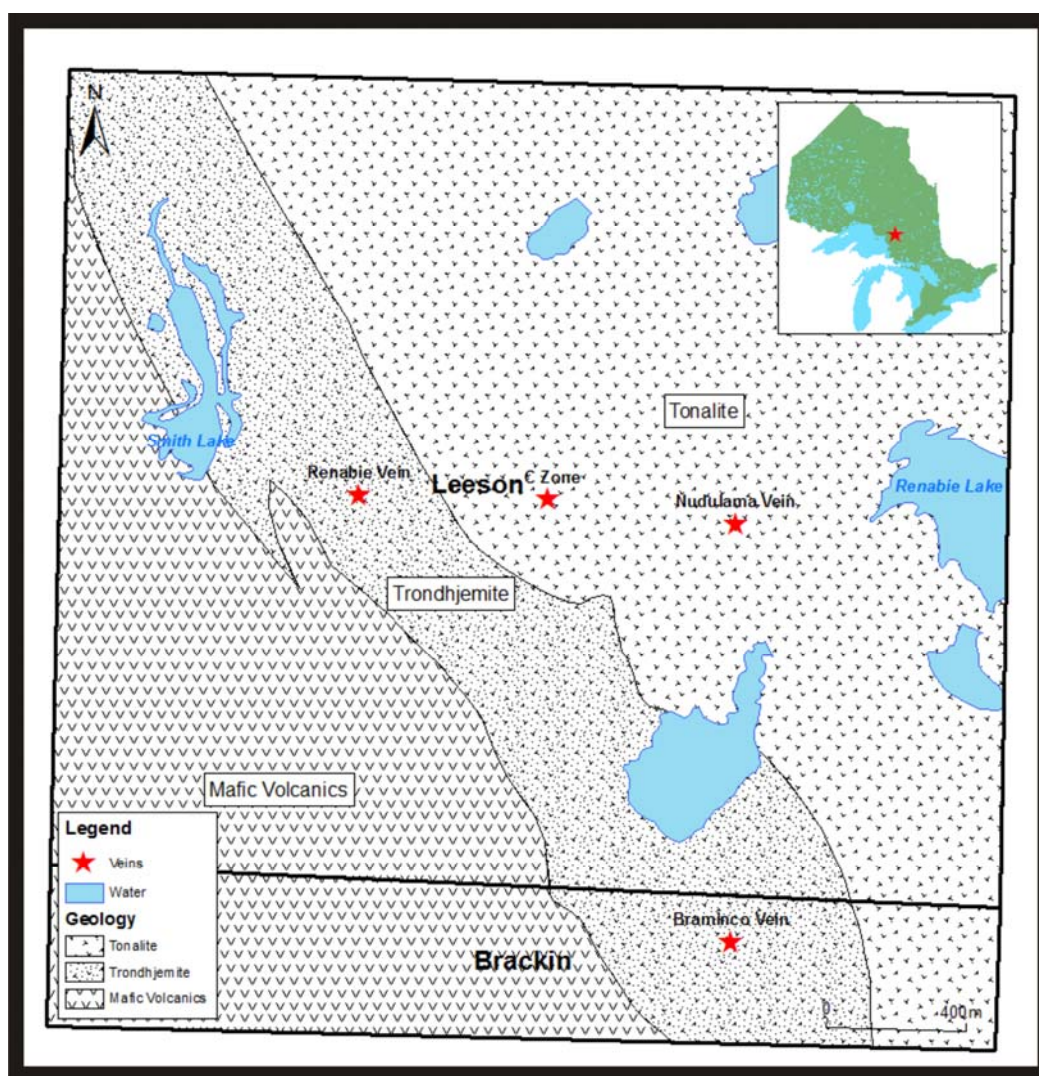 N
Tonalite
Smith Lake
Renabie Vein
Leeson
C Zone
Nudulama Vein
Renabie Lake
Trondhjemite
Mafic Volcanics
Legend
Veins
Water
Geology
Tonalite
Trondhjemite
Mafic Volcanics
Braminco Vein
Brackin
0 400 m